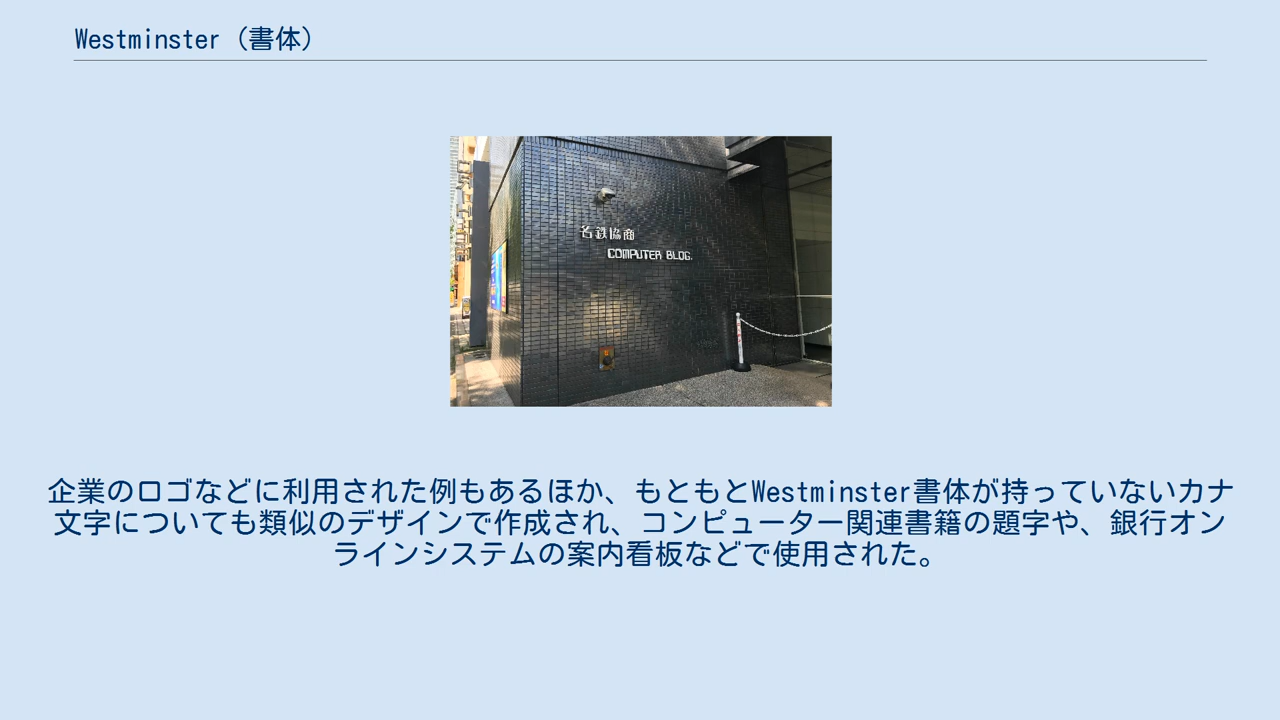 Westminster（書体）
名鉄協商
COMPUTER BLDG.
企業のロゴなどに利用された例もあるほか、もともとWestminster書体が持っていないカナ
文字についても類似のデザインで作成され、コンピューター関連書籍の題字や、銀行オン
ラインシステムの案内看板などで使用された。